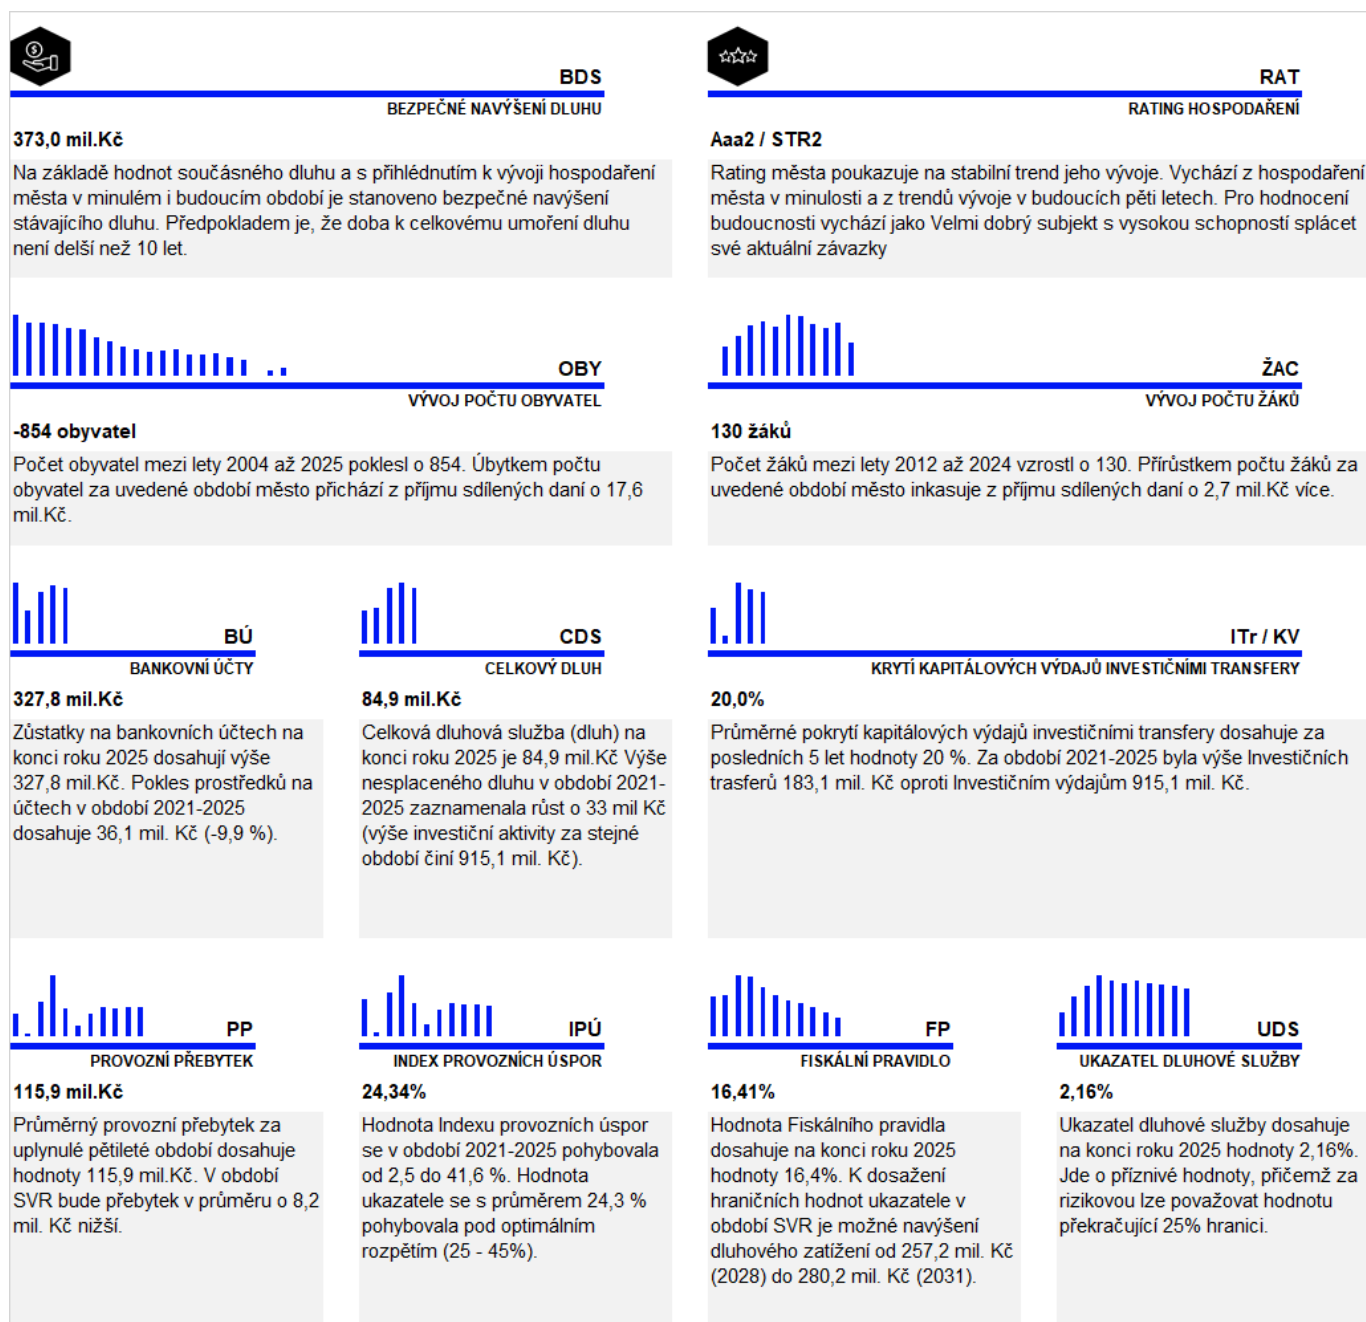 BDS
BEZPEČNÉ NAVÝŠENÍ DLUHU
373,0 mil.Kč
Na základě hodnot součásného dluhu a s přihlédnutím k vývoji hospodaření
města v minulém i budoucím období je stanoveno bezpečné navýšení
stávajícího dluhu. Předpokladem je, že doba k celkovému umoření dluhu
není delší než 10 let.
RAT
RATING HOSPODAŘENÍ
Aaa2 / STR2
Rating města poukazuje na stabilní trend jeho vývoje. Vychází z hospodaření
města v minulosti a z trendů vývoje v budoucích pěti letech. Pro hodnocení
budoucnosti vychází jako Velmi dobrý subjekt s vysokou schopností splácet
své aktuální závazky
OBY
VÝVOJ POČTU OBYVATEL
-854 obyvatel
Počet obyvatel mezi lety 2004 až 2025 poklesl o 854. Úbytkem počtu
obyvatel za uvedené období město přichází z příjmu sdílených daní o 17,6
mil.Kč.
ŽAC
VÝVOJ POČTU ŽÁKŮ
130 žáků
Počet žáků mezi lety 2012 až 2024 vzrostl o 130. Přírůstkem počtu žáků za
uvedené období město inkasuje z příjmu sdílených daní o 2,7 mil.Kč více.
BÚ
BANKOVNÍ ÚČTY
327,8 mil.Kč
Zůstatky na bankovních účtech na
konci roku 2025 dosahují výše
327,8 mil.Kč. Pokles prostředků na
účtech v období 2021-2025
dosahuje 36,1 mil. Kč (-9,9 %).
CDS
CELKOVÝ DLUH
84,9 mil.Kč
Celková dluhová služba (dluh) na
konci roku 2025 je 84,9 mil.Kč Výše
nesplaceného dluhu v období 2021-
2025 zaznamenala růst o 33 mil Kč
(výše investiční aktivity za stejné
období činí 915,1 mil. Kč).
ITr / KV
KRYTÍ KAPITÁLOVÝCH VÝDAJŮ INVESTIČNÍMI TRANSFERY
20,0%
Průměrné pokrytí kapitálových výdajů investičními transfery dosahuje za
posledních 5 let hodnoty 20 %. Za období 2021-2025 byla výše Investičních
trasferů 183,1 mil. Kč oproti Investičním výdajům 915,1 mil. Kč.
PP
PROVOZNÍ PŘEBYTEK
115,9 mil.Kč
Průměrný provozní přebytek za
uplynulé pětileté období dosahuje
hodnoty 115,9 mil.Kč. V období
SVR bude přebytek v průměru o 8,2
mil. Kč nižší.
IPÚ
INDEX PROVOZNÍCH ÚSPOR
24,34%
Hodnota Indexu provozních úspor
se v období 2021-2025 pohybovala
od 2,5 do 41,6 %. Hodnota
ukazatele se s průměrem 24,3 %
pohybovala pod optimálním
rozpětím (25 - 45%).
FP
FISKÁLNÍ PRAVIDLO
16,41%
Hodnota Fiskálního pravidla
dosahuje na konci roku 2025
hodnoty 16,4%. K dosažení
hraničních hodnot ukazatele v
období SVR je možné navýšení
dluhového zatížení od 257,2 mil. Kč
(2028) do 280,2 mil. Kč (2031).
UDS
UKAZATEL DLUHOVÉ SLUŽBY
2,16%
Ukazatel dluhové služby dosahuje
na konci roku 2025 hodnoty 2,16%.
Jde o příznivé hodnoty, přičemž za
rizikovou lze považovat hodnotu
překračující 25% hranici.